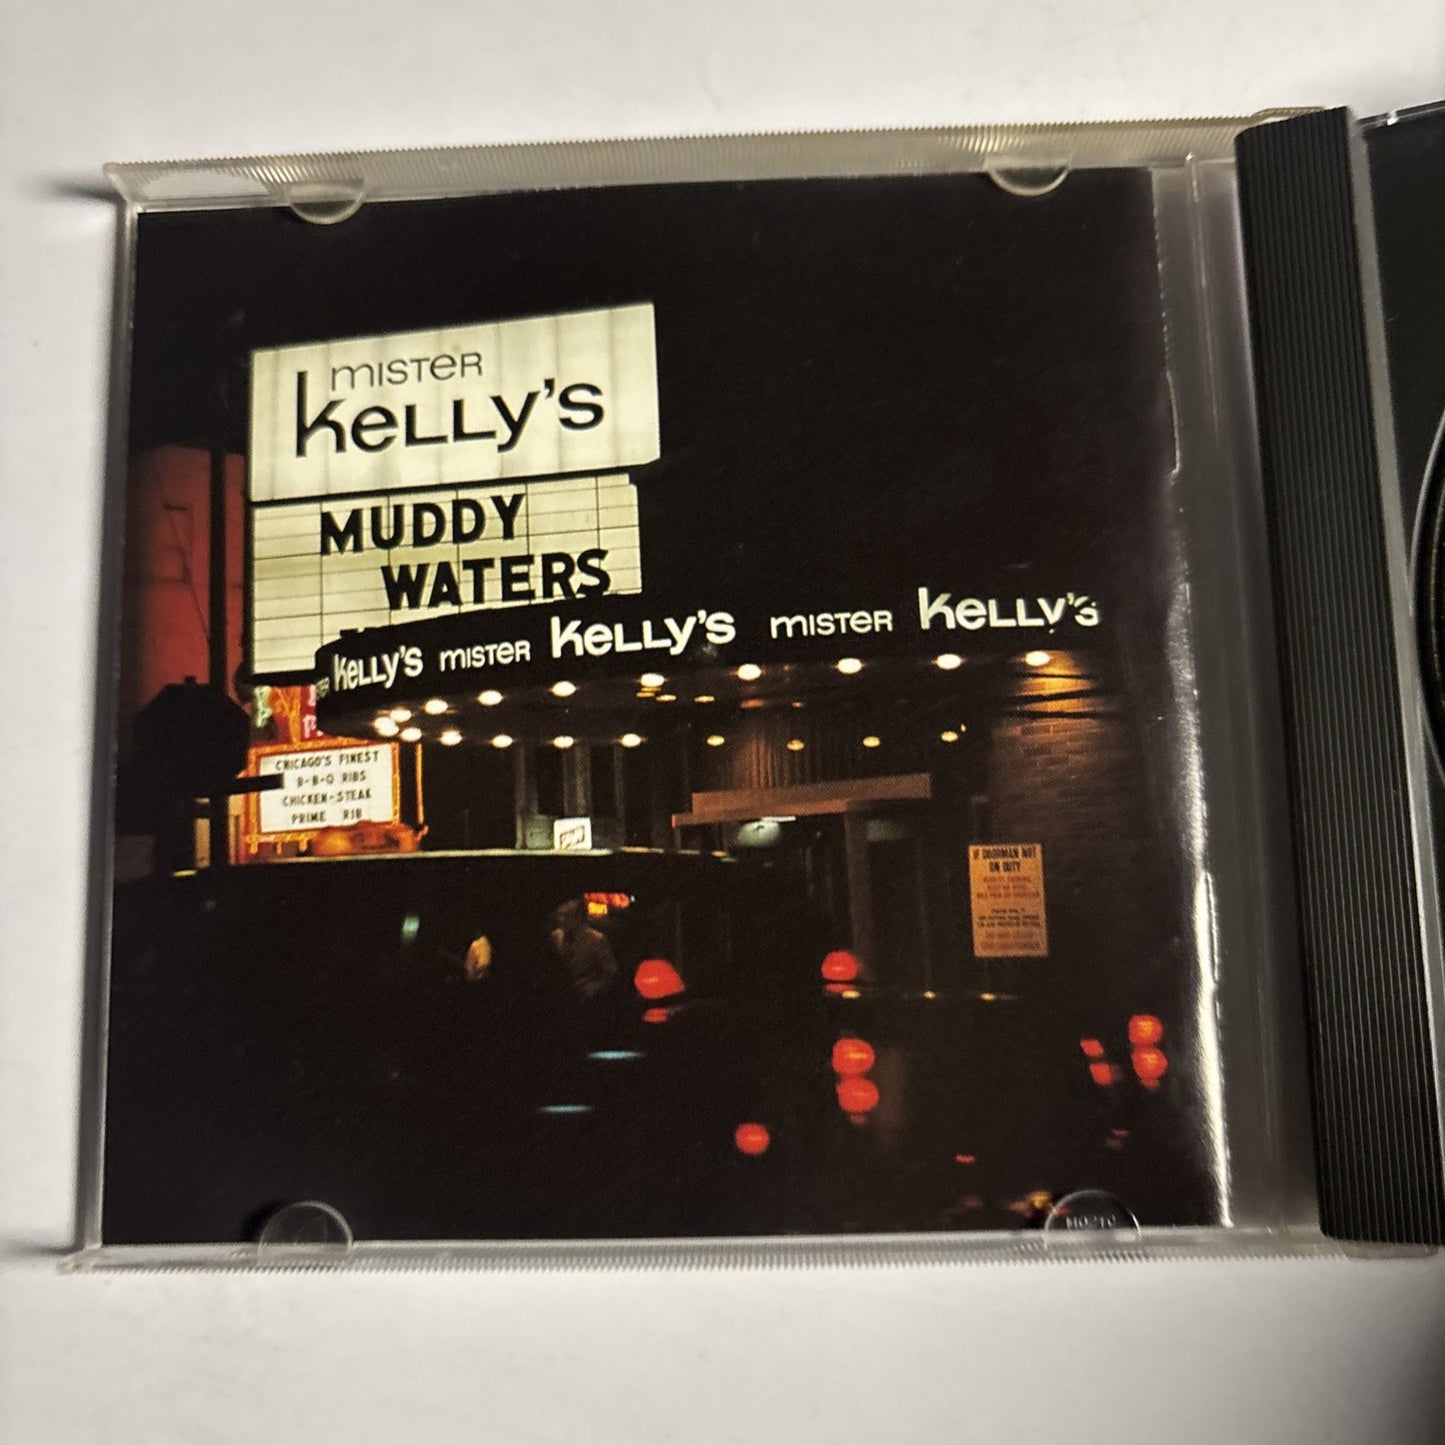 mister
Kelly's
MUDDY
WATERS
Kelly's mister Kelly's mister Kelly's
CHICAGO'S FINEST
B-B-Q RIBS
CHICKEN-STEAK
PRIME RIB
IF DOORMAN NOT
ON DUTY